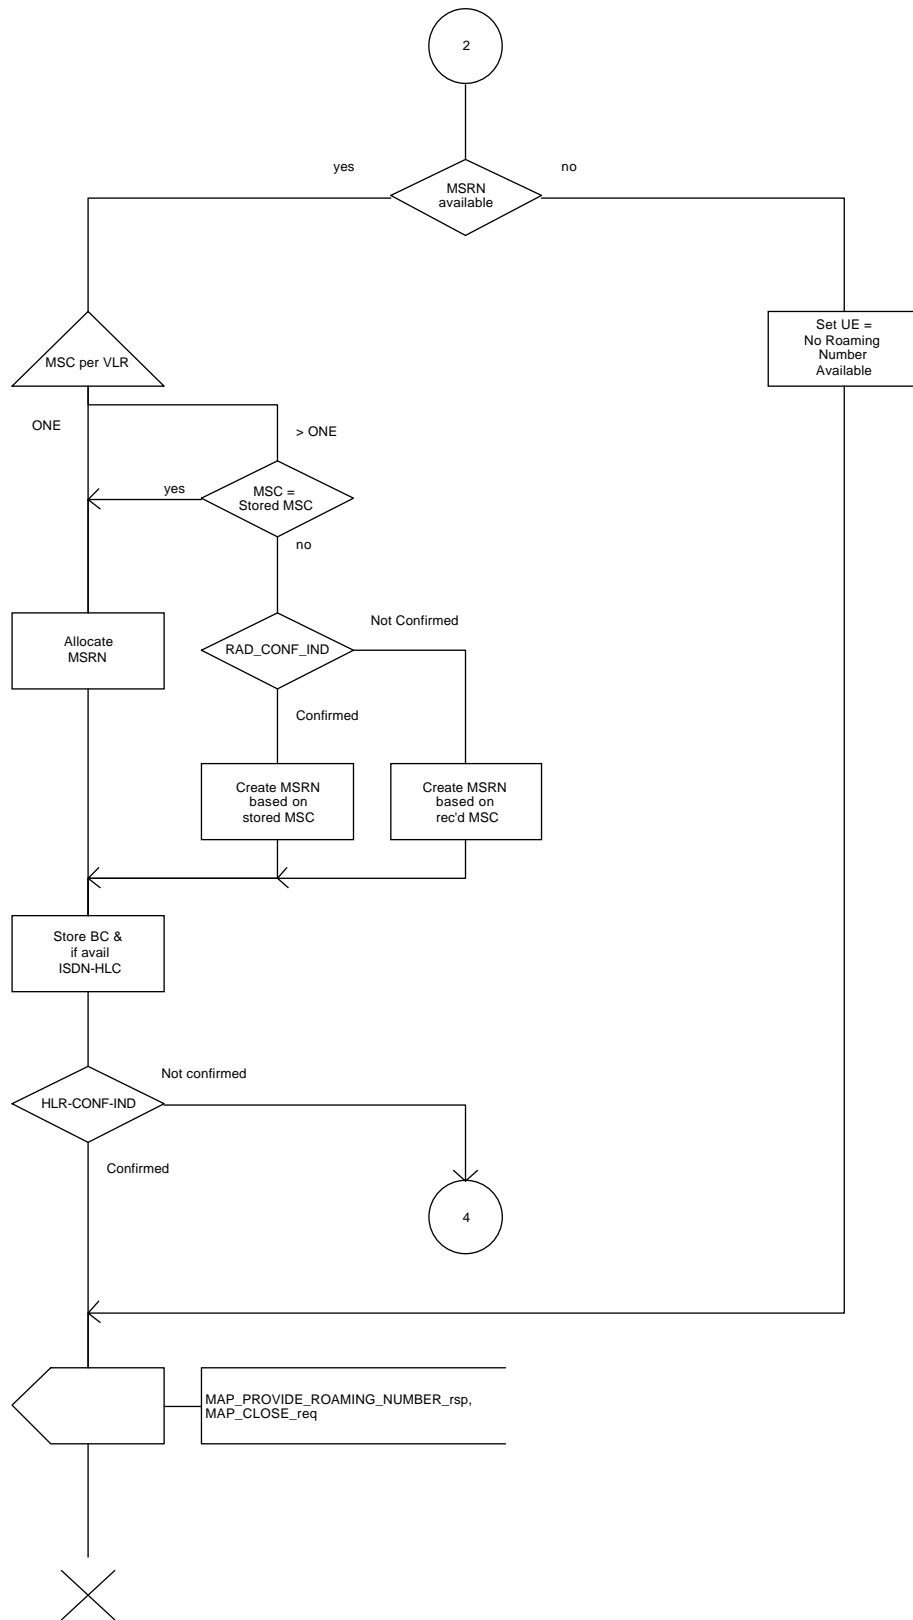 2
yes
no
MSRN
available
Set UE =
No Roaming
Number
Available
MSC per VLR
ONE
> ONE
yes
MSC =
Stored MSC
no
Not Confirmed
Allocate
MSRN
RAD_CONF_IND
Confirmed
Create MSRN
based on
stored MSC
Create MSRN
based on
rec'd MSC
Store BC &
if avail
ISDN-HLC
Not confirmed
HLR-CONF-IND
Confirmed
4
MAP_PROVIDE_ROAMING_NUMBER_rsp,
MAP_CLOSE_req